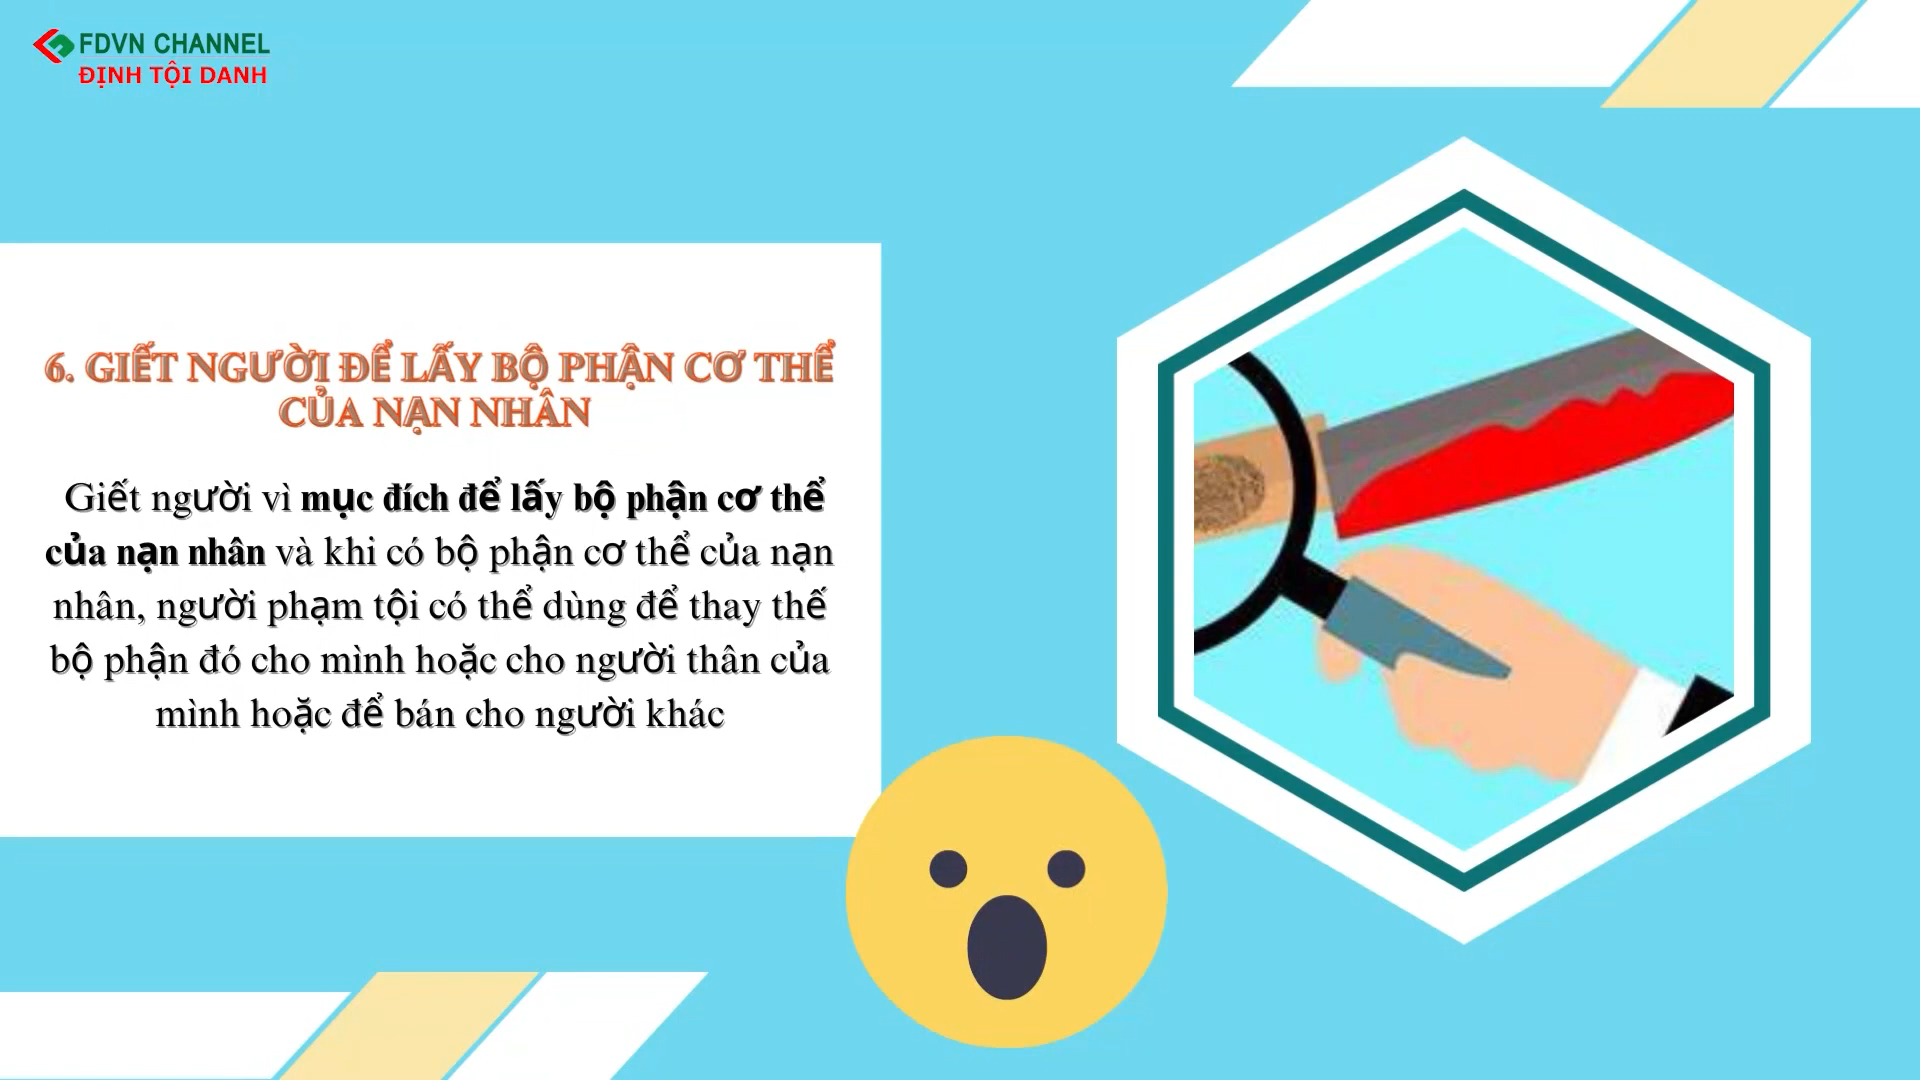 FDVN CHANNEL
ĐỊNH TỘI DANH
6. GIẾT NGƯỜI ĐỂ LẤY BỘ PHẬN CƠ THỂ
CỦA NẠN NHÂN
Giết người vì mục đích để lấy bộ phận cơ thể
của nạn nhân và khi có bộ phận cơ thể của nạn
nhân, người phạm tội có thể dùng để thay thế
bộ phận đó cho mình hoặc cho người thân của
mình hoặc để bán cho người khác